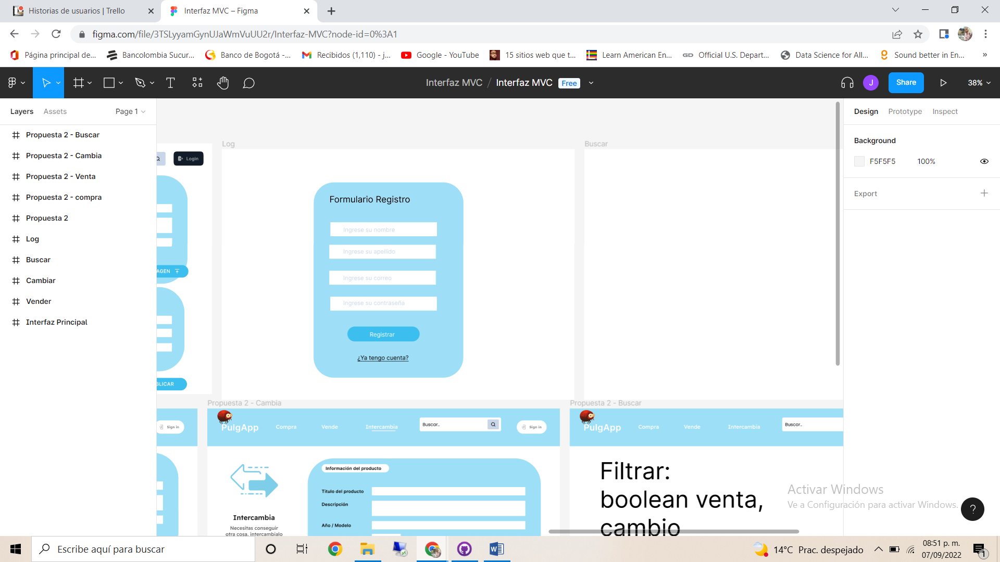 Historias de usuarios | Trello
Interfaz MVC – Figma
figma.com/file/3TSLyyamGynUJaWmVuUU2r/Interfaz-MVC?node-id=0%3A1
Página principal de...
Bancolombia Sucur...
Banco de Bogotá -...
Recibidos (1,110) - j...
Google - YouTube
15 sitios web que t...
Learn American En...
GD
Official U.S. Depart...
Data Science for All...
Sound better in En...
»
Interfaz MVC / Interfaz MVC
Free
J
Share
38%
Layers
Assets
Page 1
Design
Prototype
Inspect
Propuesta 2 - Buscar
Propuesta 2 - Cambia
Propuesta 2 - Venta
Propuesta 2 - compra
Propuesta 2
Log
Buscar
Cambiar
Vender
Interfaz Principal
Background
F5F5F5
100%
Export
Login
AGEN
BLICAR
Log
Formulario Registro
Ingrese su nombre
Ingrese su apellido
Ingrese su correo
Ingrese su contraseña
Registrar
¿Ya tengo cuenta?
Buscar
Sign in
Propuesta 2 - Cambia
PulgApp
Compra
Vende
Intercambia
Buscar..
Sign in
Intercambia
Necesitas conseguir
otra cosa, intercambialo
Información del producto
Titulo del producto
Descripción
Año / Modelo
Propuesta 2 - Buscar
PulgApp
Compra
Vende
Intercambia
Buscar..
Filtrar:
boolean venta,
cambio
Activar Windows
Ve a Configuración para activar Windows.
?
Escribe aquí para buscar
14°C Prac. despejado
08:51 p. m.
07/09/2022
1